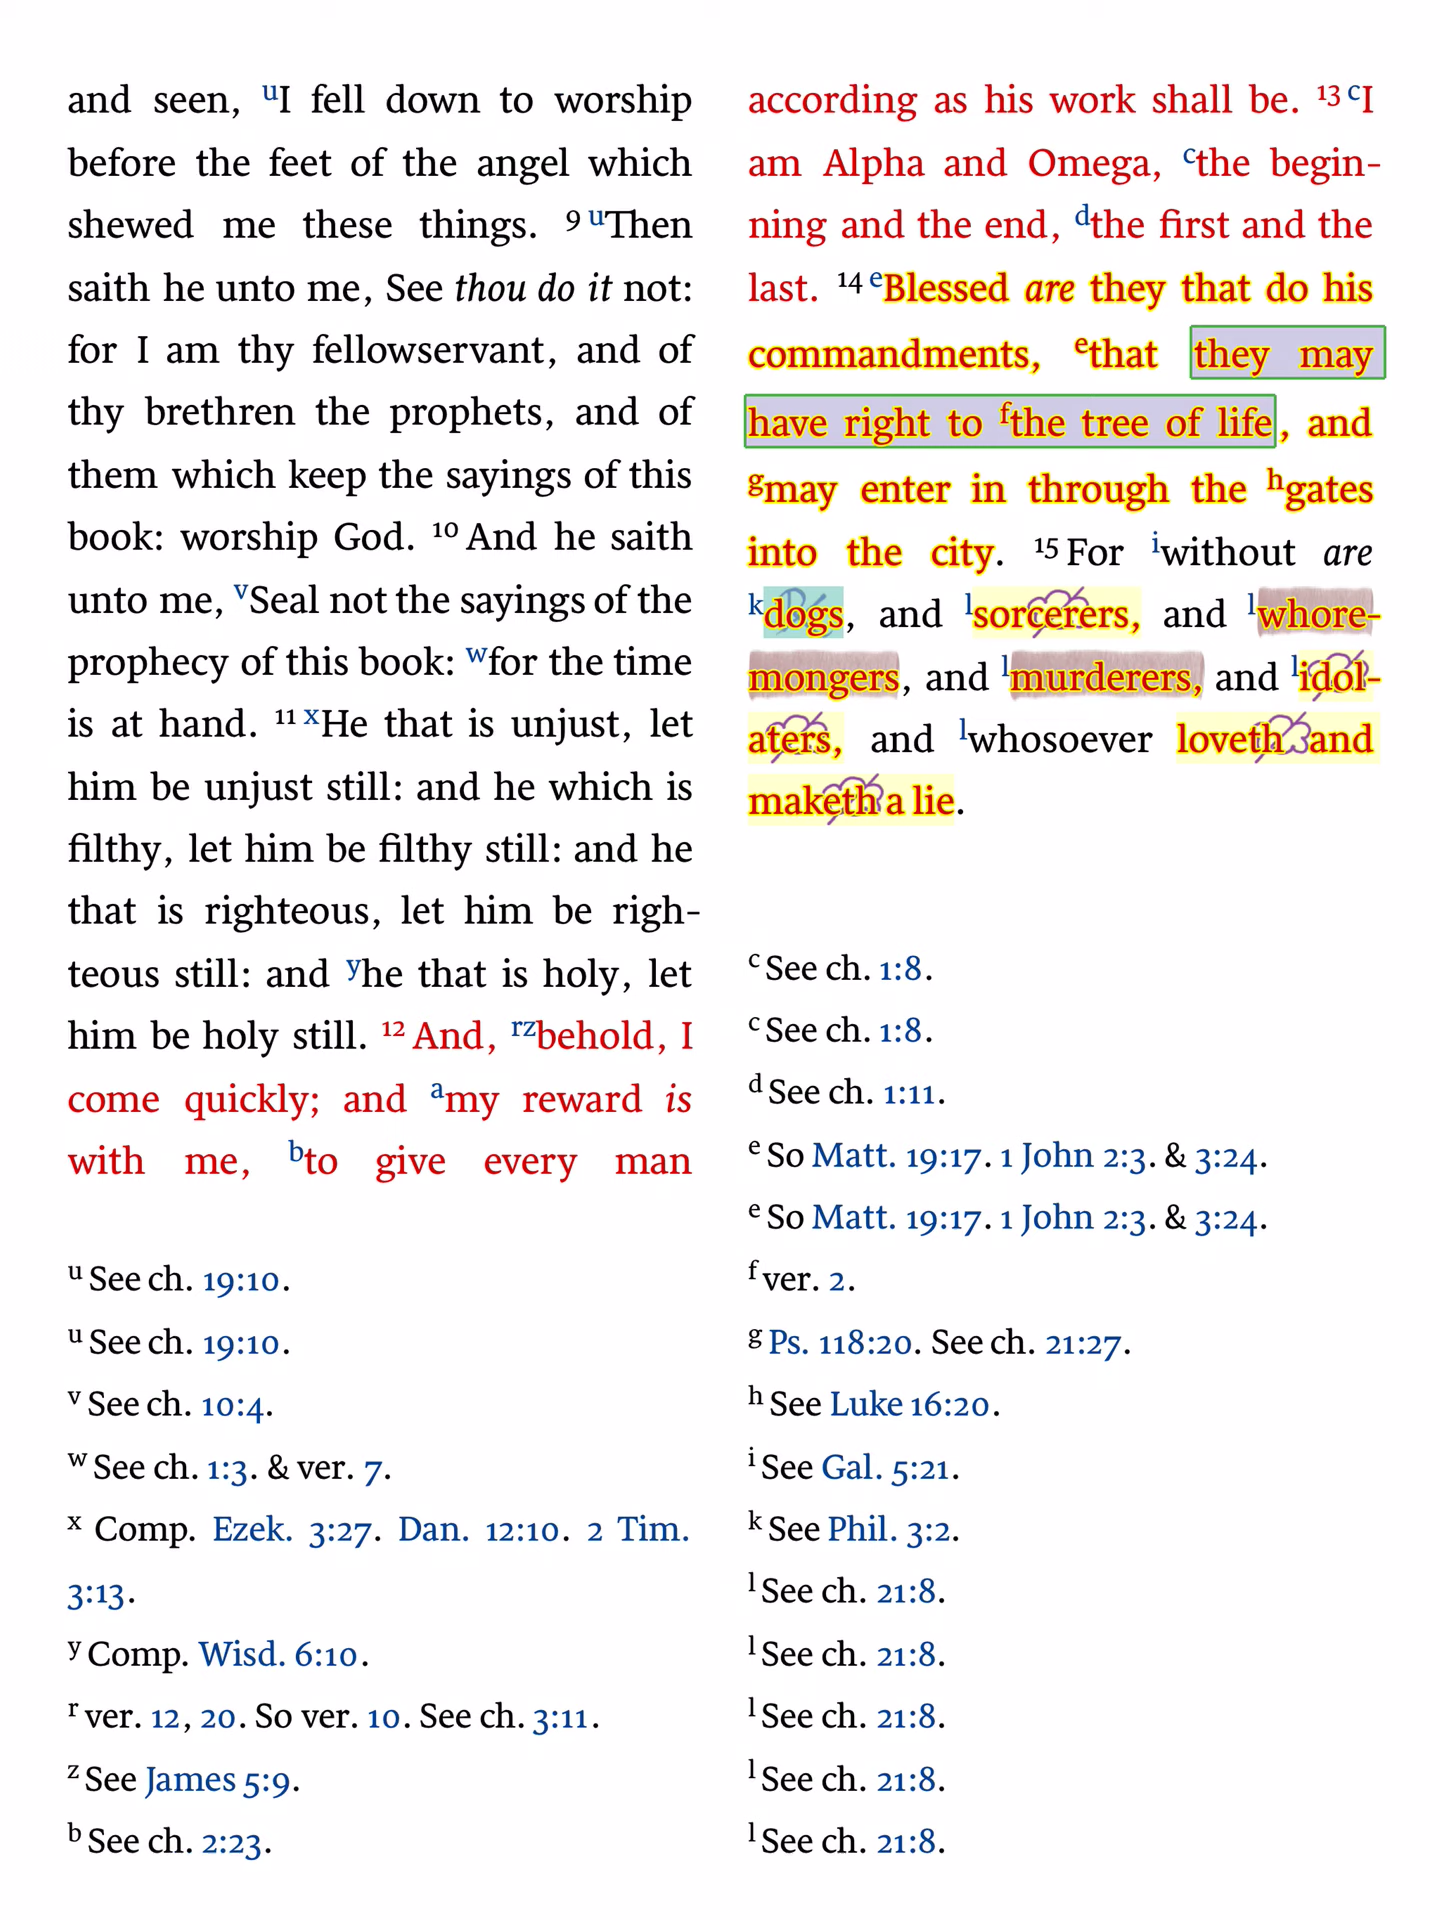 and seen, uI fell down to worship
before the feet of the angel which
shewed me these things. 9 uThen
saith he unto me, See thou do it not:
for I am thy fellowservant, and of
thy brethren the prophets, and of
them which keep the sayings of this
book: worship God. 10 And he saith
unto me, vSeal not the sayings of the
prophecy of this book: wfor the time
is at hand. 11 xHe that is unjust, let
him be unjust still: and he which is
filthy, let him be filthy still: and he
that is righteous, let him be righ-
teous still: and yhe that is holy, let
him be holy still. 12 And, rzbehold, I
come quickly; and amy reward is
with me, bto give every man
u See ch. 19:10.
u See ch. 19:10.
v See ch. 10:4.
w See ch. 1:3. & ver. 7.
x Comp. Ezek. 3:27. Dan. 12:10. 2 Tim.
3:13.
y Comp. Wisd. 6:10.
r ver. 12, 20. So ver. 10. See ch. 3:11.
z See James 5:9.
b See ch. 2:23.
according as his work shall be. 13 cI
am Alpha and Omega, cthe begin-
ning and the end, dthe first and the
last. 14 eBlessed are they that do his
commandments, ethat they may
have right to fthe tree of life, and
gmay enter in through the hgates
into the city. 15 For iwithout are
kdogs, and lsorcerers, and lwhore-
mongers, and lmurderers, and lidol-
aters, and lwhosoever loveth and
maketh a lie.
c See ch. 1:8.
c See ch. 1:8.
d See ch. 1:11.
e So Matt. 19:17. 1 John 2:3. & 3:24.
e So Matt. 19:17. 1 John 2:3. & 3:24.
f ver. 2.
g Ps. 118:20. See ch. 21:27.
h See Luke 16:20.
i See Gal. 5:21.
k See Phil. 3:2.
l See ch. 21:8.
l See ch. 21:8.
l See ch. 21:8.
l See ch. 21:8.
l See ch. 21:8.